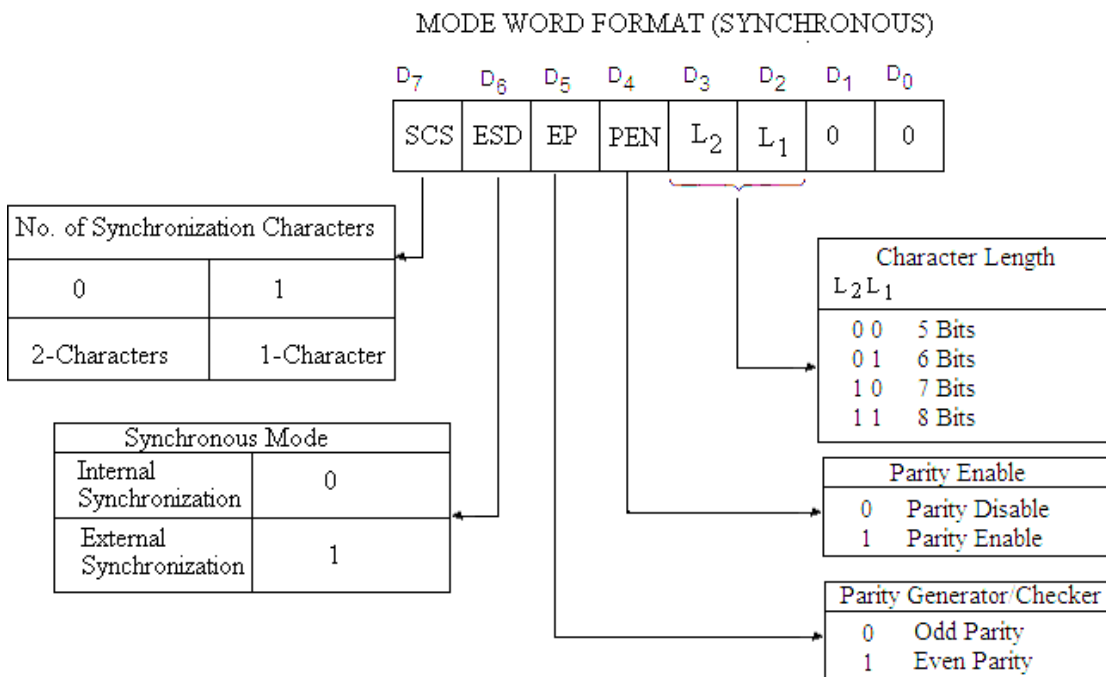 MODE WORD FORMAT (SYNCHRONOUS)
D7 D6 D5 D4 D3 D2 D1 D0
SCS ESD EP PEN L2 L1 0 0
No. of Synchronization Characters
0 1
2-Characters 1-Character
Character Length
L2L1
0 0 5 Bits
0 1 6 Bits
1 0 7 Bits
1 1 8 Bits
Synchronous Mode
Internal
Synchronization
0
External
Synchronization
1
Parity Enable
0 Parity Disable
1 Parity Enable
Parity Generator/Checker
0 Odd Parity
1 Even Parity